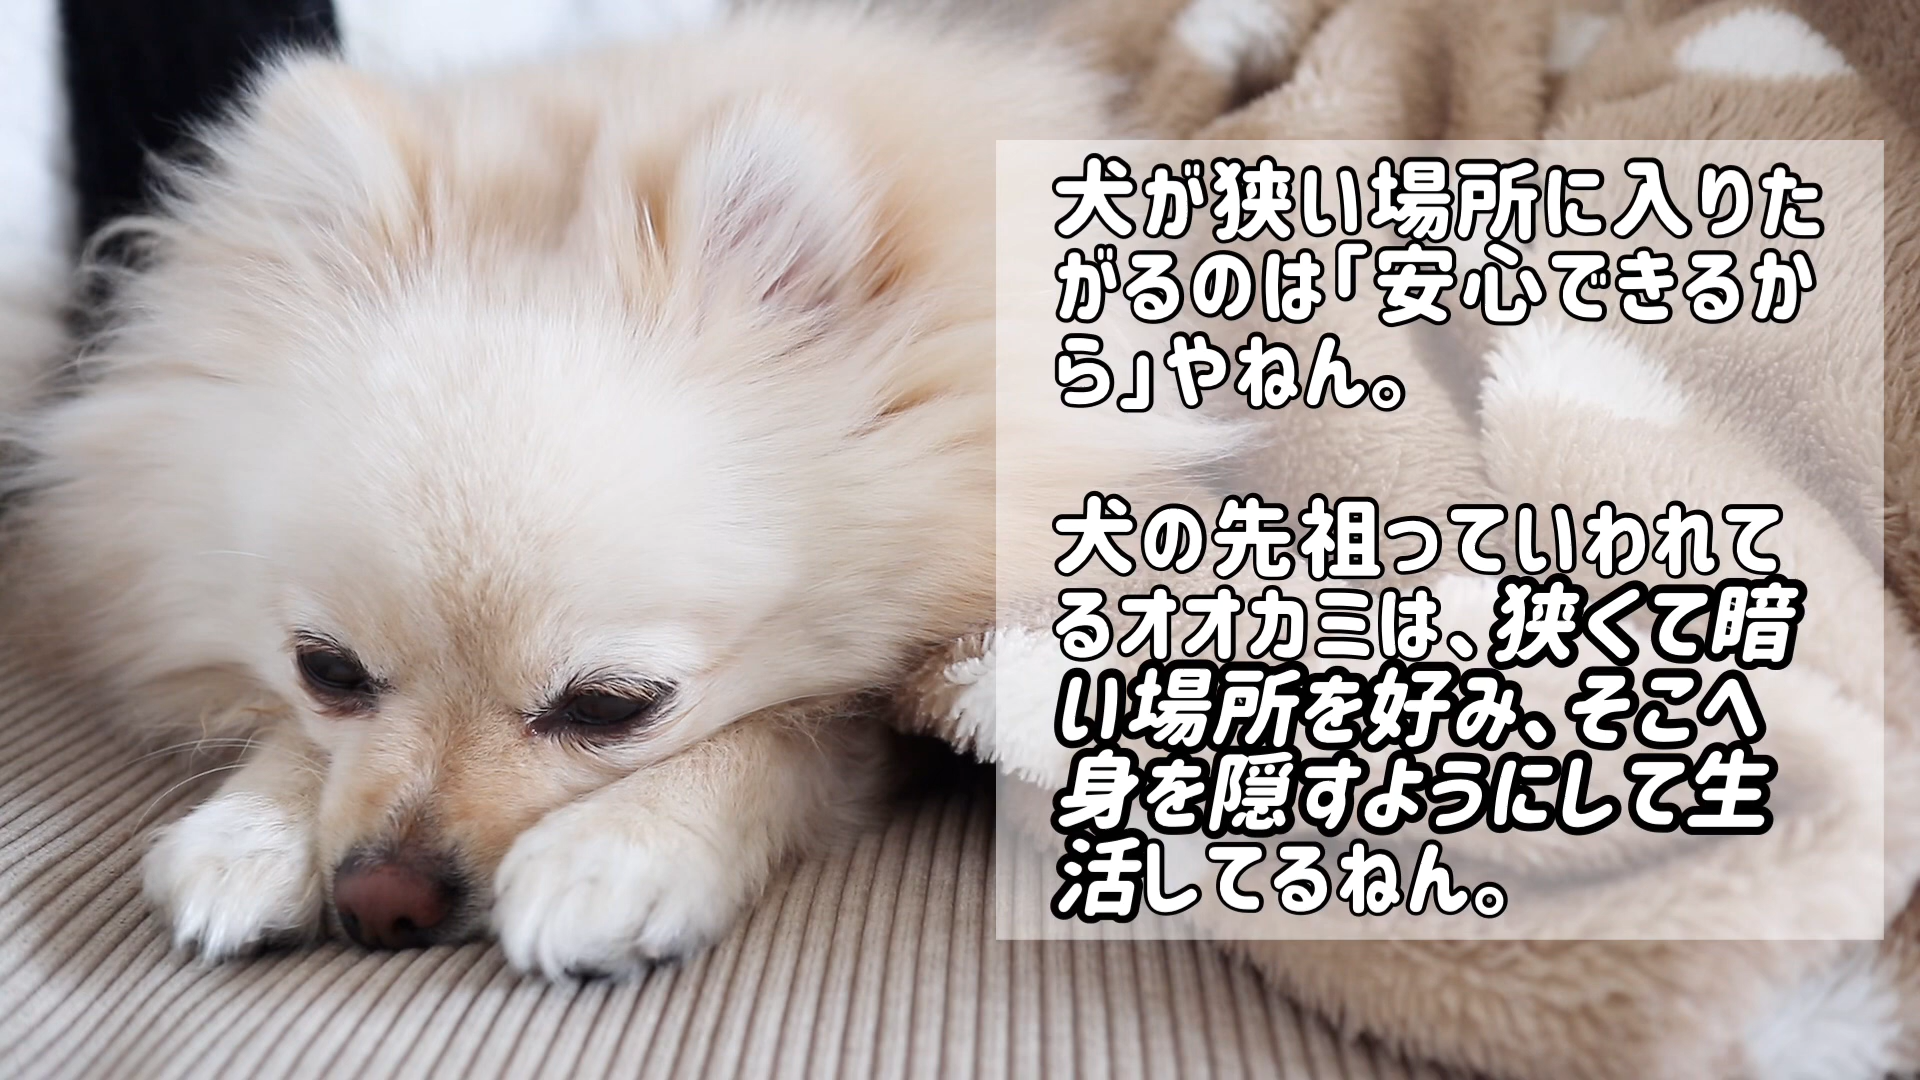 犬が狭い場所に入りた
がるのは「安心できるか
ら」やねん。
犬の先祖っていわれて
るオオカミは、狭くて暗
い場所を好み、そこへ
身を隠すようにして生
活してるねん。